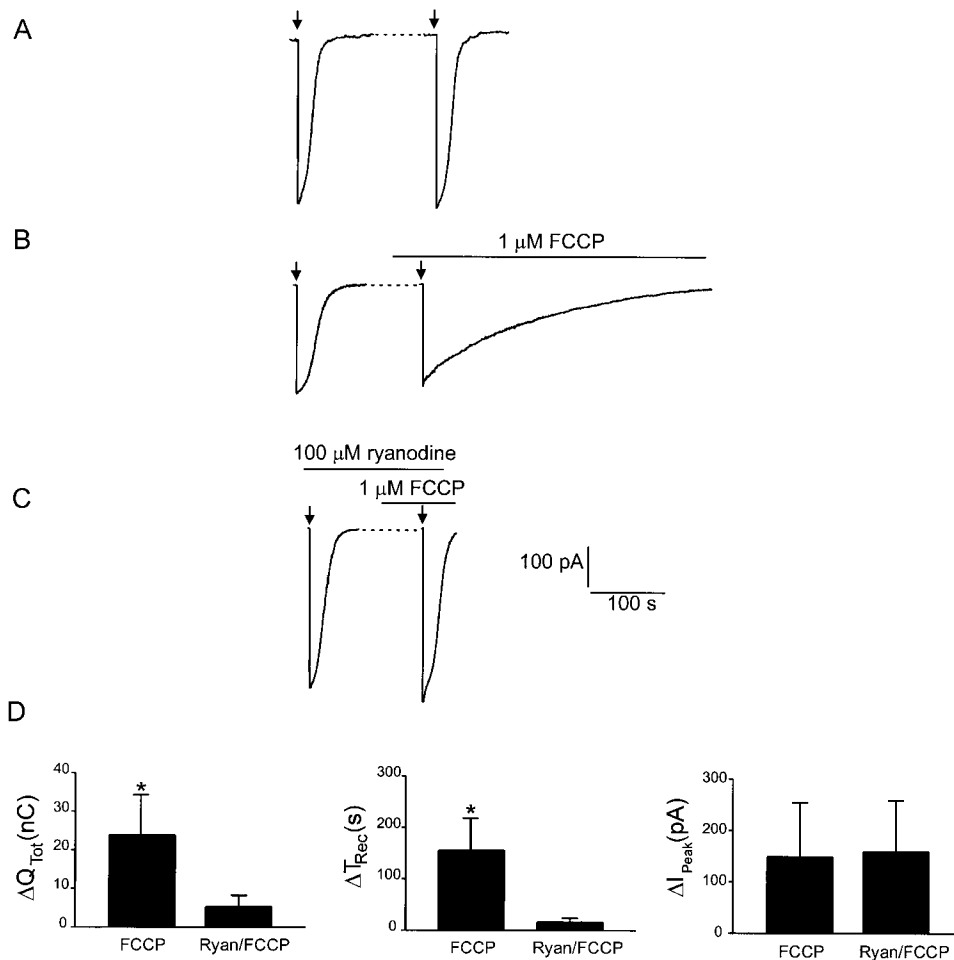 A
B
1 μM FCCP
100 μM ryanodine
1 μM FCCP
C
100 pA
100 s
D
ΔQTot(nC)
40
30
20
10
0
*
FCCP
Ryan/FCCP
ΔTRec(s)
300
200
100
0
*
FCCP
Ryan/FCCP
ΔIPeak(pA)
300
200
100
0
FCCP
Ryan/FCCP